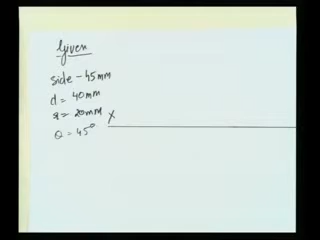 Given
side - 45mm
d = 40mm
r = 20mm
X
θ = 45°